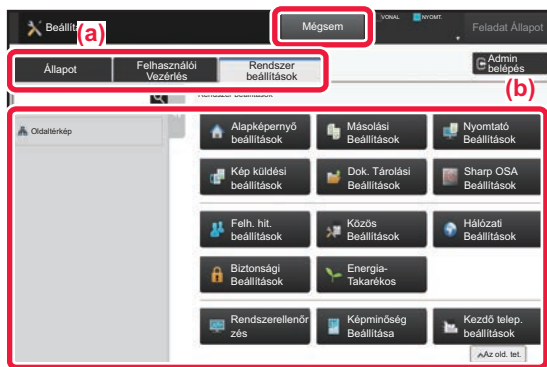 Beállít
(a)
Mégsem
VONAL
NYOMT.
Feladat Állapot
Állapot
Felhasználói
Vezérlés
Rendszer
beállítások
Admin
belépés
(b)
Oldaltérkép
Alapképernyő
beállítások
Másolási
Beállítások
Nyomtató
Beállítások
Kép küldési
beállítások
Dok. Tárolási
Beállítások
Sharp OSA
Beállítások
Felh. hit.
beállítások
Közös
Beállítások
Hálózati
Beállítások
Biztonsági
Beállítások
Energia-
Takarékos
Rendszerellenőr
zés
Képminőség
Beállítása
Kezdő telep.
beállítások
Az old. tet.